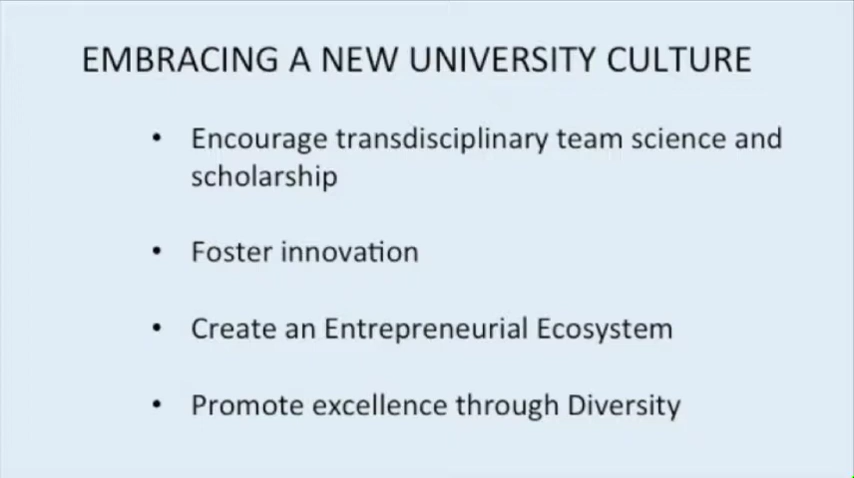 EMBRACING A NEW UNIVERSITY CULTURE
• Encourage transdisciplinary team science and
scholarship
• Foster innovation
• Create an Entrepreneurial Ecosystem
• Promote excellence through Diversity